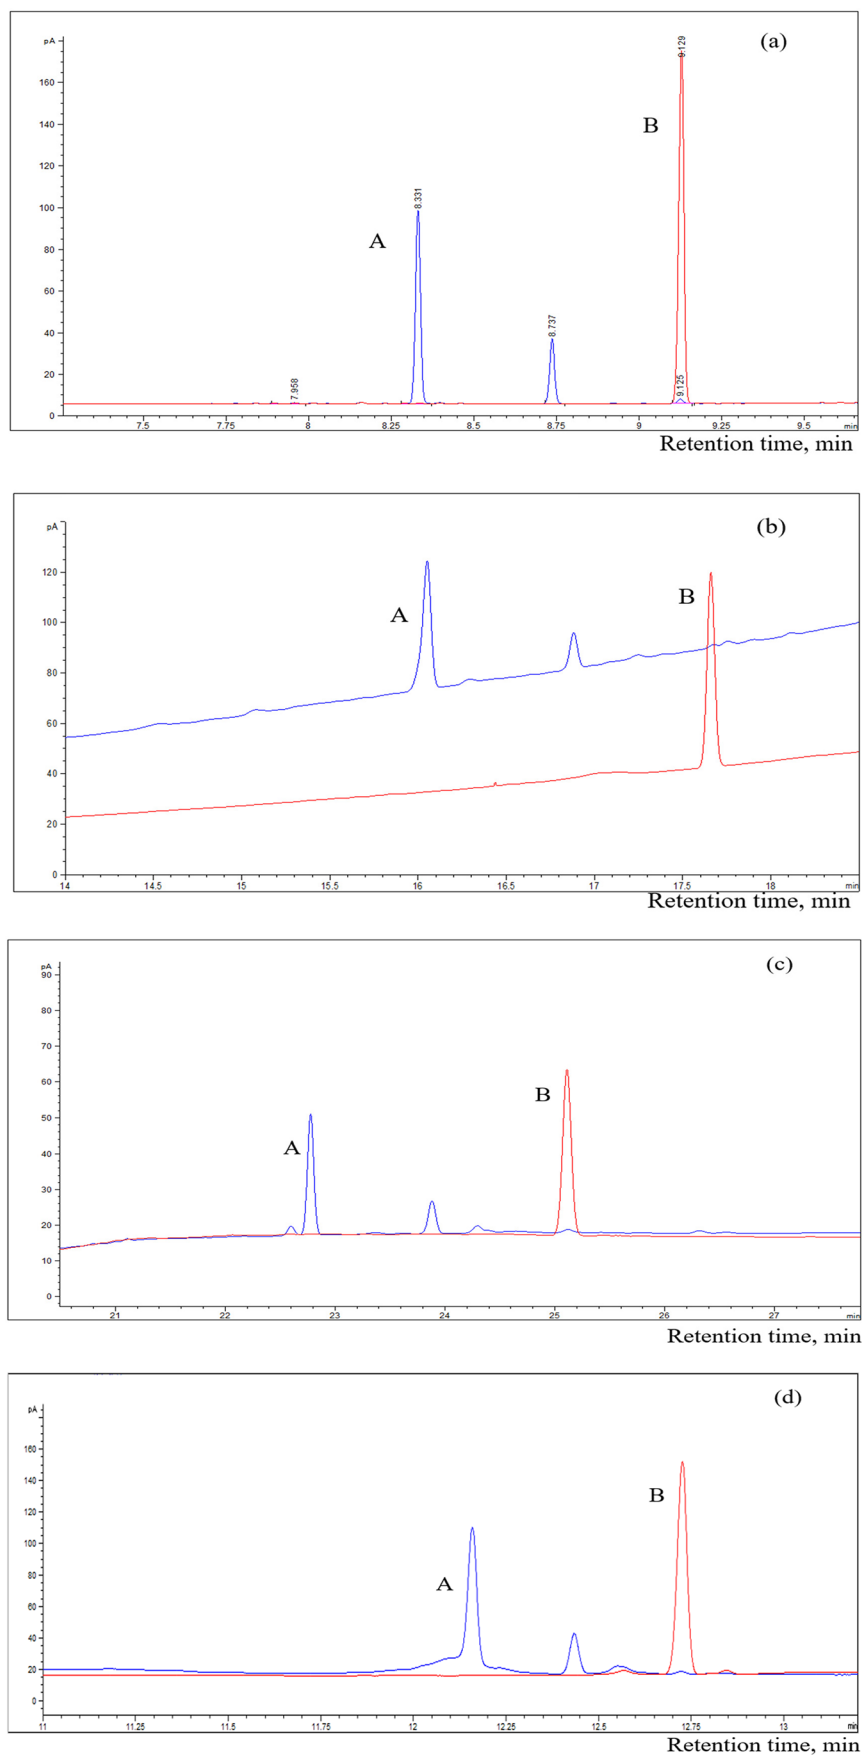 pA
(a)
9.129
160
140
B
120
8.331
100
A
80
60
8.737
40
20
7.958
9.125
0
7.5 7.75 8 8.25 8.5 8.75 9 9.25 9.5 min
Retention time, min
pA
(b)
120
A
B
100
80
60
40
20
0
14 14.5 15 15.5 16 16.5 17 17.5 18 min
Retention time, min
pA
(c)
90
80
70
60
B
50
A
40
30
20
10
0
21 22 23 24 25 26 27 min
Retention time, min
pA
(d)
160
140
B
120
100
A
80
60
40
20
0
11 11.25 11.5 11.75 12 12.25 12.5 12.75 13 min
Retention time, min